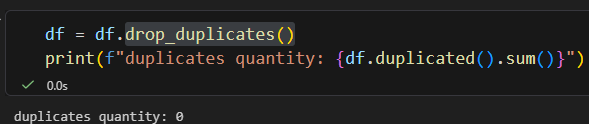 df = df.drop_duplicates()
print(f"duplicates quantity: {df.duplicated().sum()}")
0.0s
duplicates quantity: 0